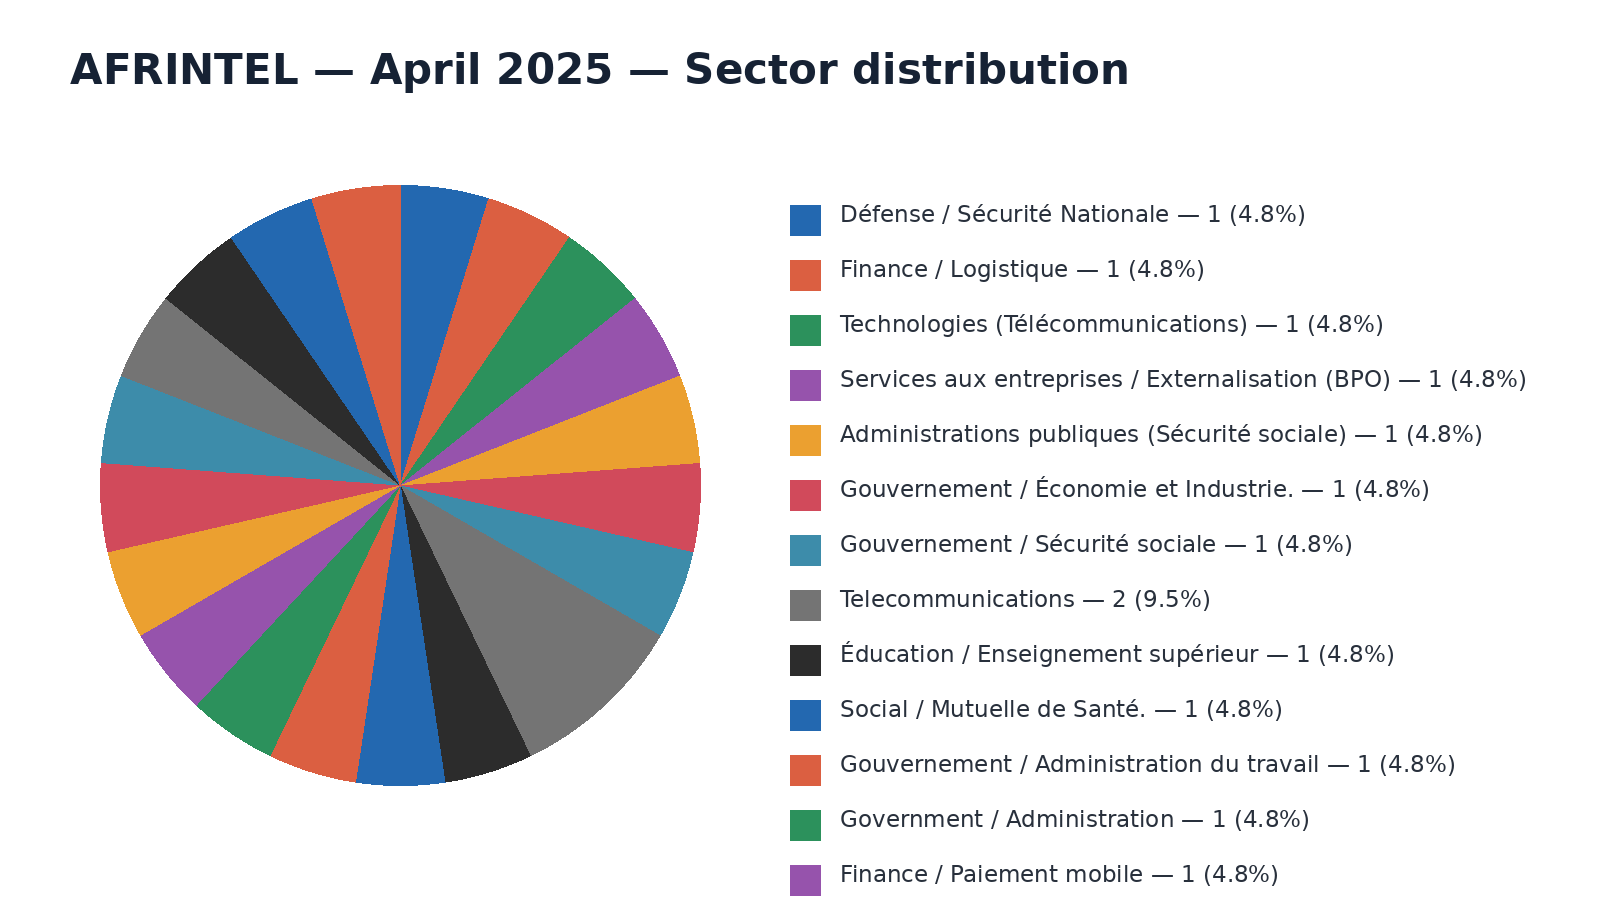 AFRINTEL — April 2025 — Sector distribution
Défense / Sécurité Nationale — 1 (4.8%)
Finance / Logistique — 1 (4.8%)
Technologies (Télécommunications) — 1 (4.8%)
Services aux entreprises / Externalisation (BPO) — 1 (4.8%)
Administrations publiques (Sécurité sociale) — 1 (4.8%)
Gouvernement / Économie et Industrie. — 1 (4.8%)
Gouvernement / Sécurité sociale — 1 (4.8%)
Telecommunications — 2 (9.5%)
Éducation / Enseignement supérieur — 1 (4.8%)
Social / Mutuelle de Santé. — 1 (4.8%)
Gouvernement / Administration du travail — 1 (4.8%)
Government / Administration — 1 (4.8%)
Finance / Paiement mobile — 1 (4.8%)